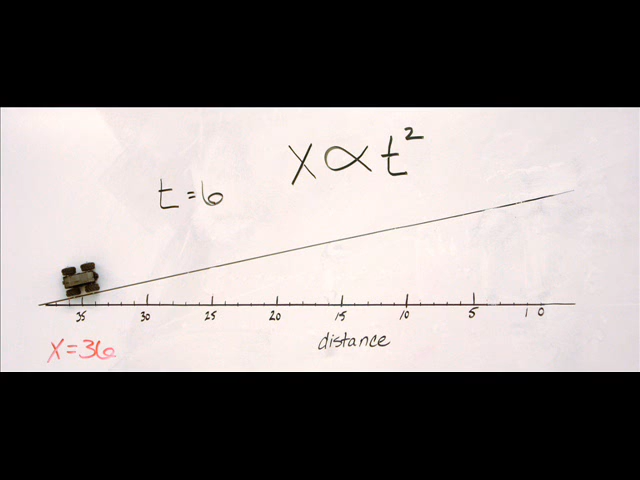 x ∝ t²
t = 6
35 30 25 20 15 10 5 1 0
distance
x = 36